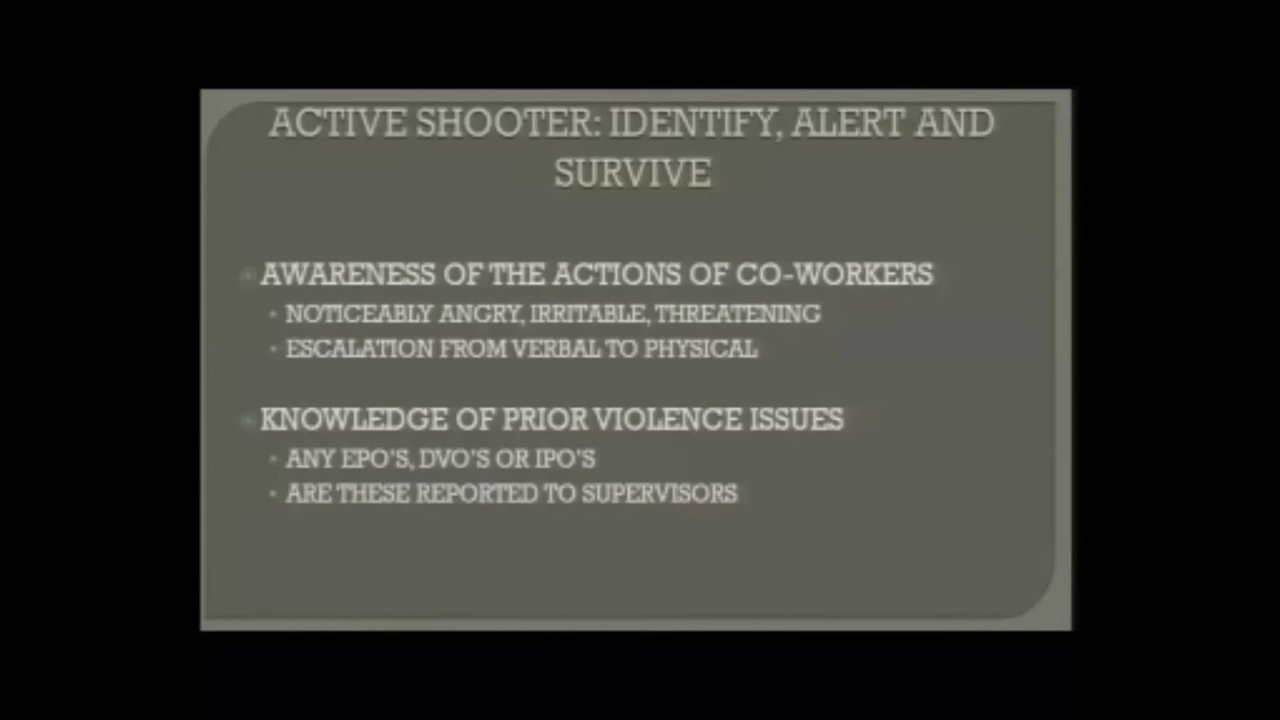 ACTIVE SHOOTER: IDENTIFY, ALERT AND
SURVIVE
AWARENESS OF THE ACTIONS OF CO-WORKERS
NOTICEABLY ANGRY, IRRITABLE, THREATENING
ESCALATION FROM VERBAL TO PHYSICAL
KNOWLEDGE OF PRIOR VIOLENCE ISSUES
ANY EPO'S, DVO'S OR IPO'S
ARE THESE REPORTED TO SUPERVISORS